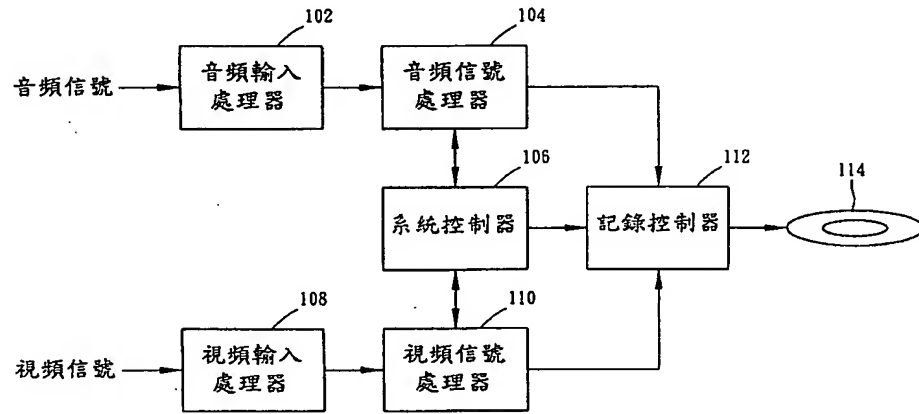 102
104
音頻信號
音頻輸入
處理器
音頻信號
處理器
106
112
114
系統控制器
記錄控制器
108
110
視頻信號
視頻輸入
處理器
視頻信號
處理器